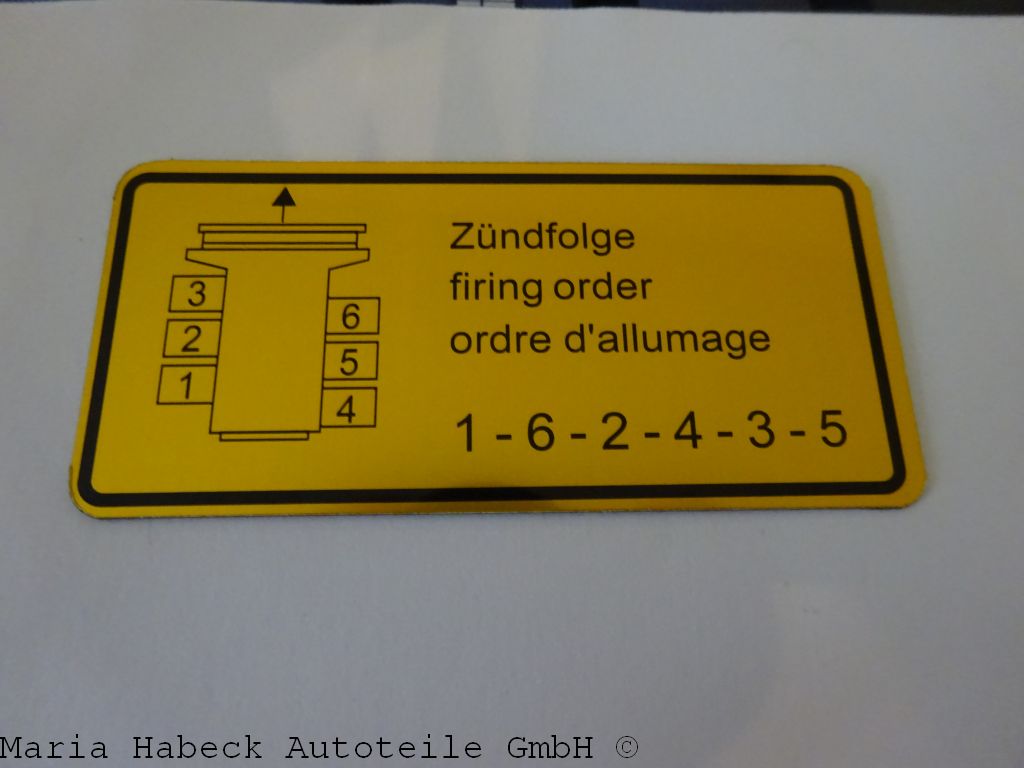 3
2
1
6
5
4
Zündfolge
firing order
ordre d'allumage
1 - 6 - 2 - 4 - 3 - 5
Maria Habeck Autoteile GmbH ©